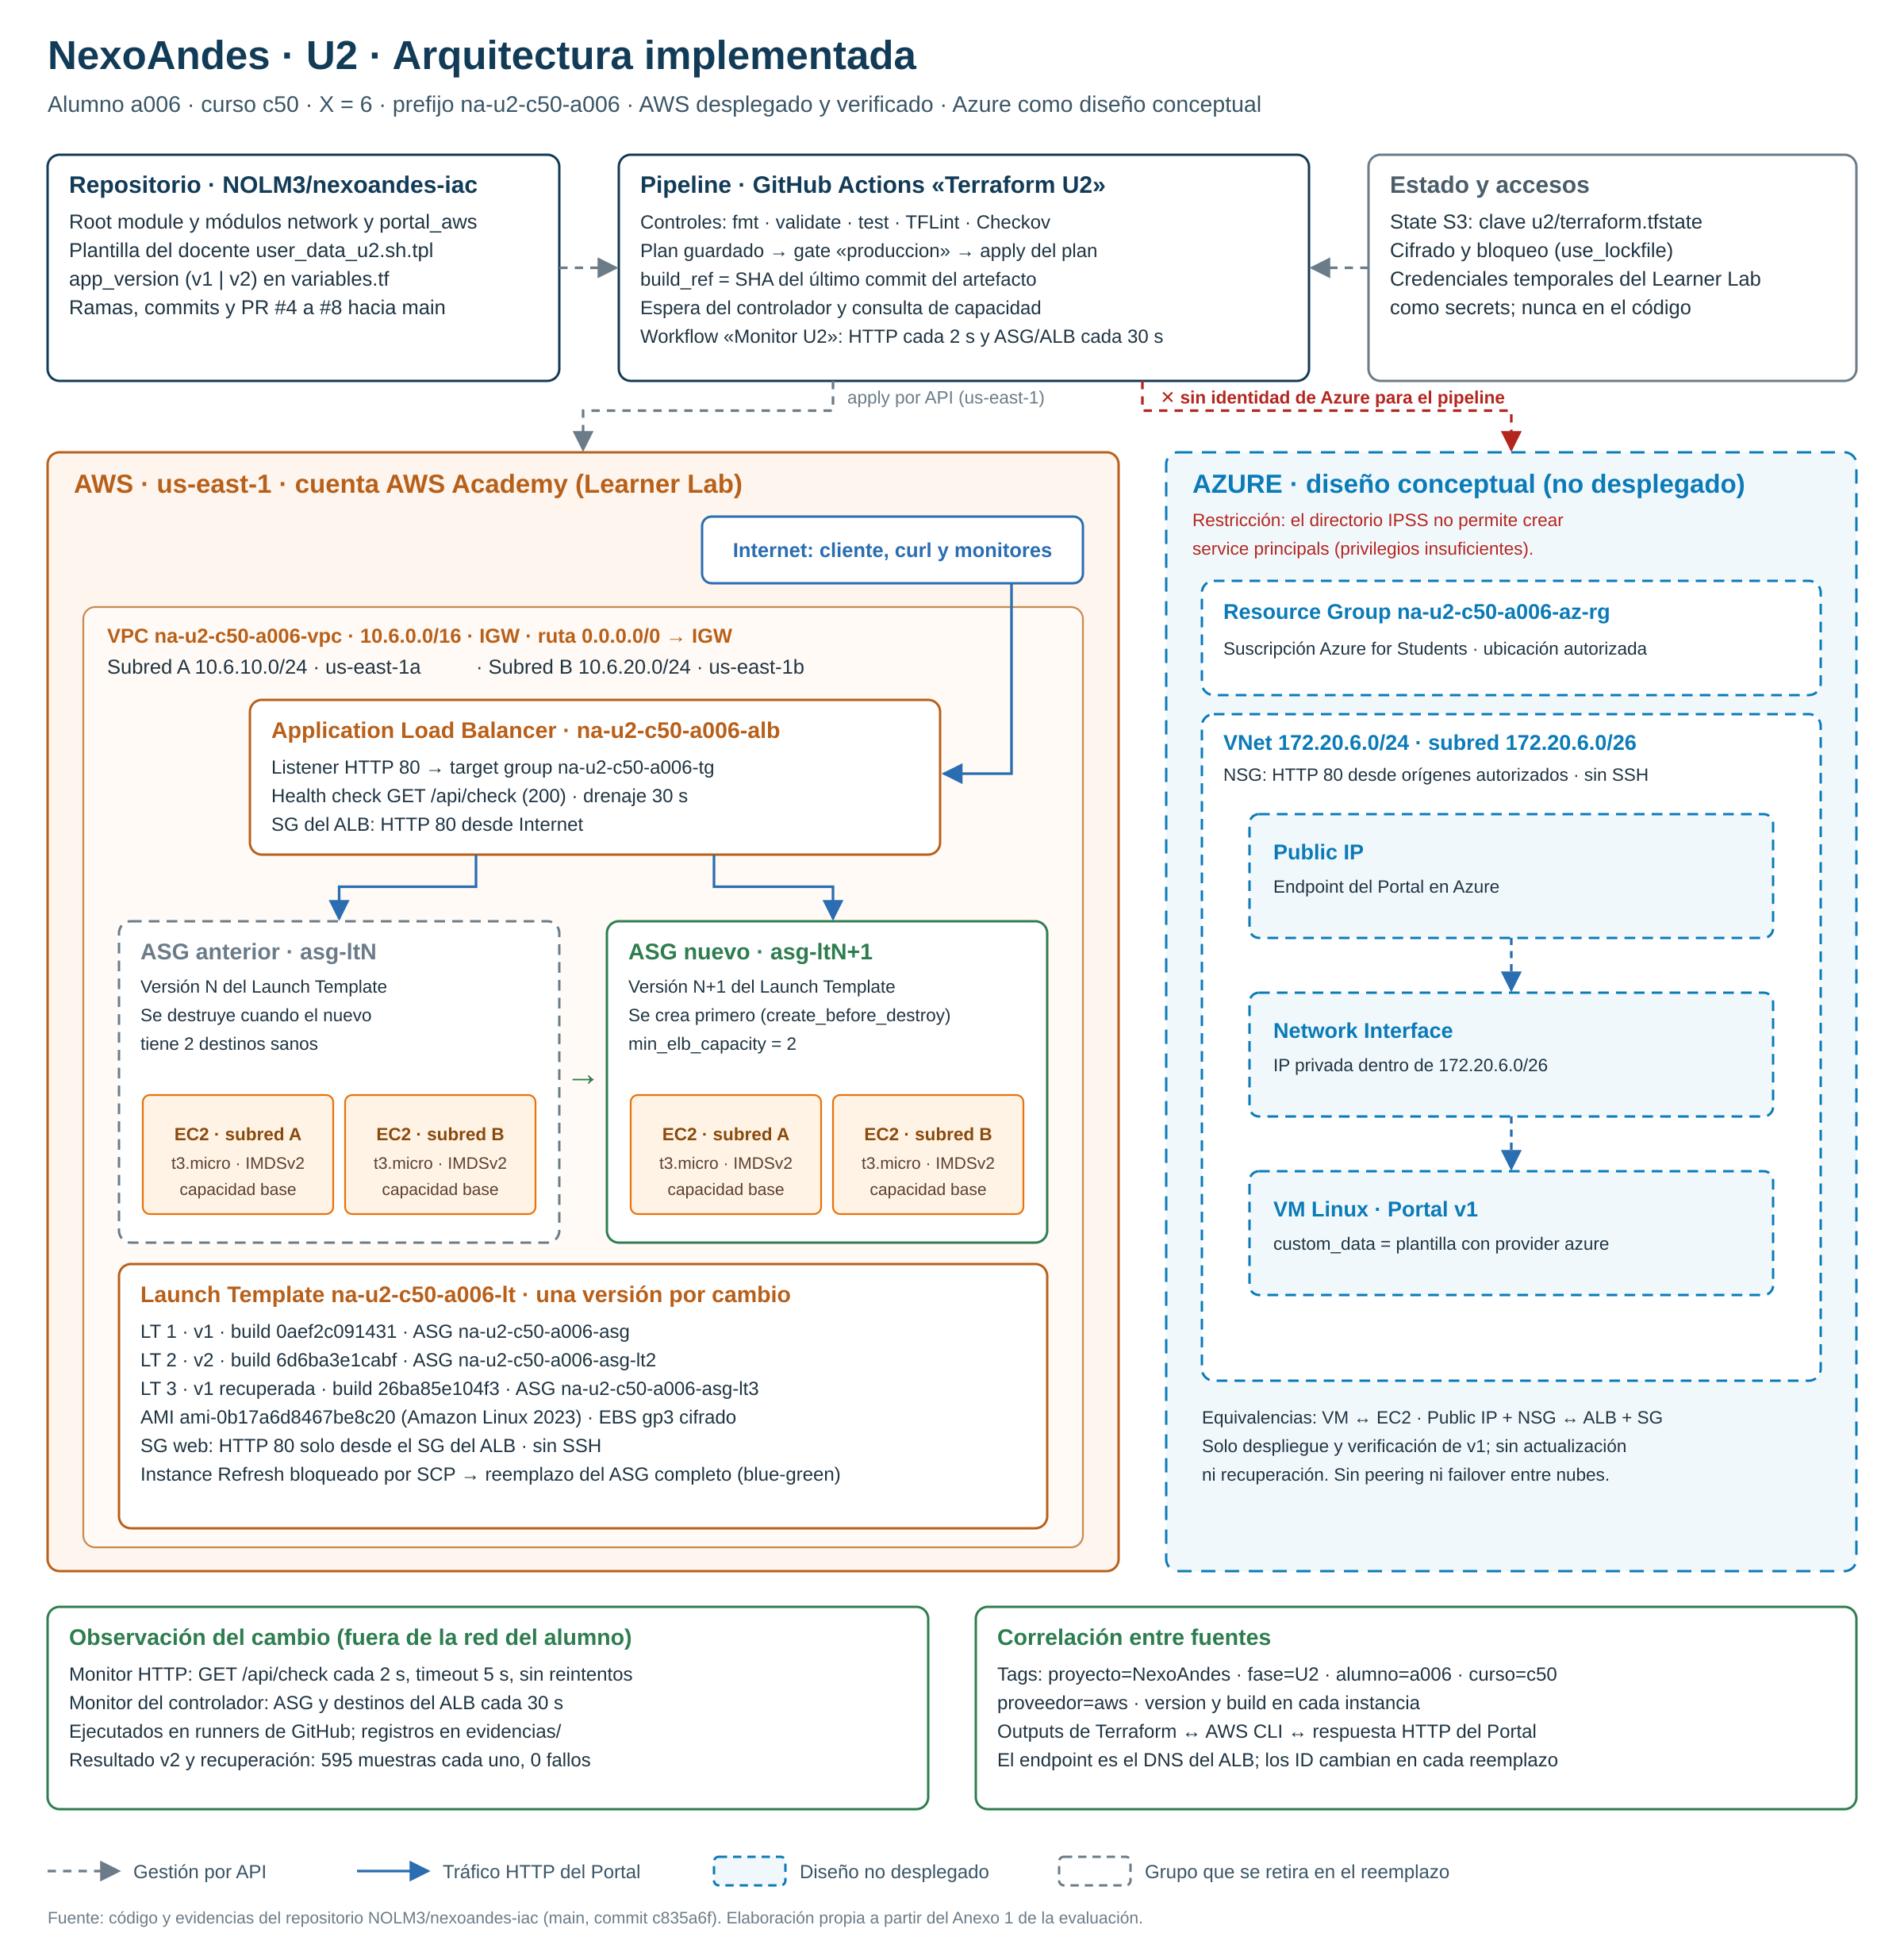 NexoAndes · U2 · Arquitectura implementada
Alumno a006 · curso c50 · X = 6 · prefijo na-u2-c50-a006 · AWS desplegado y verificado · Azure como diseño conceptual
Repositorio · NOLM3/nexoandes-iac
Root module y módulos network y portal_aws
Plantilla del docente user_data_u2.sh.tpl
app_version (v1 | v2) en variables.tf
Ramas, commits y PR #4 a #8 hacia main
Pipeline · GitHub Actions «Terraform U2»
Controles: fmt · validate · test · TFLint · Checkov
Plan guardado → gate «produccion» → apply del plan
build_ref = SHA del último commit del artefacto
Espera del controlador y consulta de capacidad
Workflow «Monitor U2»: HTTP cada 2 s y ASG/ALB cada 30 s
Estado y accesos
State S3: clave u2/terraform.tfstate
Cifrado y bloqueo (use_lockfile)
Credenciales temporales del Learner Lab
como secrets; nunca en el código
apply por API (us-east-1)
✕ sin identidad de Azure para el pipeline
AWS · us-east-1 · cuenta AWS Academy (Learner Lab)
Internet: cliente, curl y monitores
VPC na-u2-c50-a006-vpc · 10.6.0.0/16 · IGW · ruta 0.0.0.0/0 → IGW
Subred A 10.6.10.0/24 · us-east-1a · Subred B 10.6.20.0/24 · us-east-1b
Application Load Balancer · na-u2-c50-a006-alb
Listener HTTP 80 → target group na-u2-c50-a006-tg
Health check GET /api/check (200) · drenaje 30 s
SG del ALB: HTTP 80 desde Internet
ASG anterior · asg-ltN
Versión N del Launch Template
Se destruye cuando el nuevo
tiene 2 destinos sanos
EC2 · subred A
t3.micro · IMDSv2
capacidad base
EC2 · subred B
t3.micro · IMDSv2
capacidad base
→
ASG nuevo · asg-ltN+1
Versión N+1 del Launch Template
Se crea primero (create_before_destroy)
min_elb_capacity = 2
EC2 · subred A
t3.micro · IMDSv2
capacidad base
EC2 · subred B
t3.micro · IMDSv2
capacidad base
Launch Template na-u2-c50-a006-lt · una versión por cambio
LT 1 · v1 · build 0aef2c091431 · ASG na-u2-c50-a006-asg
LT 2 · v2 · build 6d6ba3e1cabf · ASG na-u2-c50-a006-asg-lt2
LT 3 · v1 recuperada · build 26ba85e104f3 · ASG na-u2-c50-a006-asg-lt3
AMI ami-0b17a6d8467be8c20 (Amazon Linux 2023) · EBS gp3 cifrado
SG web: HTTP 80 solo desde el SG del ALB · sin SSH
Instance Refresh bloqueado por SCP → reemplazo del ASG completo (blue-green)
AZURE · diseño conceptual (no desplegado)
Restricción: el directorio IPSS no permite crear
service principals (privilegios insuficientes).
Resource Group na-u2-c50-a006-az-rg
Suscripción Azure for Students · ubicación autorizada
VNet 172.20.6.0/24 · subred 172.20.6.0/26
NSG: HTTP 80 desde orígenes autorizados · sin SSH
Public IP
Endpoint del Portal en Azure
Network Interface
IP privada dentro de 172.20.6.0/26
VM Linux · Portal v1
custom_data = plantilla con provider azure
Equivalencias: VM ↔ EC2 · Public IP + NSG ↔ ALB + SG
Solo despliegue y verificación de v1; sin actualización
ni recuperación. Sin peering ni failover entre nubes.
Observación del cambio (fuera de la red del alumno)
Monitor HTTP: GET /api/check cada 2 s, timeout 5 s, sin reintentos
Monitor del controlador: ASG y destinos del ALB cada 30 s
Ejecutados en runners de GitHub; registros en evidencias/
Resultado v2 y recuperación: 595 muestras cada uno, 0 fallos
Correlación entre fuentes
Tags: proyecto=NexoAndes · fase=U2 · alumno=a006 · curso=c50
proveedor=aws · version y build en cada instancia
Outputs de Terraform ↔ AWS CLI ↔ respuesta HTTP del Portal
El endpoint es el DNS del ALB; los ID cambian en cada reemplazo
Gestión por API
Tráfico HTTP del Portal
Diseño no desplegado
Grupo que se retira en el reemplazo
Fuente: código y evidencias del repositorio NOLM3/nexoandes-iac (main, commit c835a6f). Elaboración propia a partir del Anexo 1 de la evaluación.